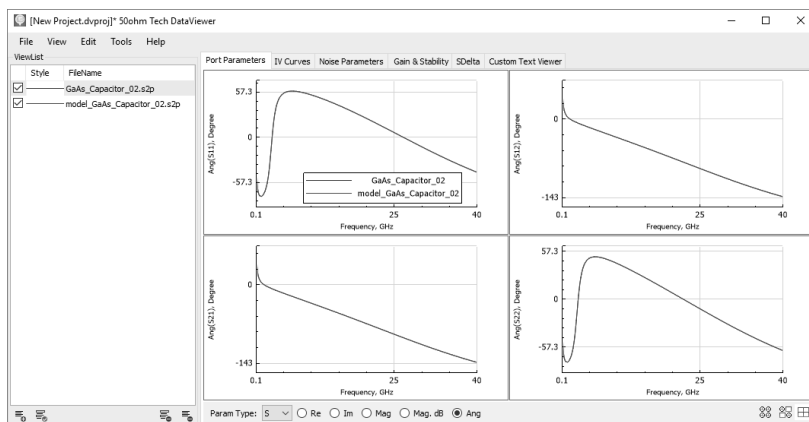 [New Project.dvproj]* 50ohm Tech DataViewer
File View Edit Tools Help
ViewList
Style FileName
GaAs_Capacitor_02.s2p
model_GaAs_Capacitor_02.s2p
Port Parameters IV Curves Noise Parameters Gain & Stability SDelta Custom Text Viewer
Ang(S11), Degree
57.3
0
-57.3
GaAs_Capacitor_02
model_GaAs_Capacitor_02
0.1 25 40
Frequency, GHz
Ang(S12), Degree
0
-143
0.1 25 40
Frequency, GHz
Ang(S21), Degree
0
-143
0.1 25 40
Frequency, GHz
Ang(S22), Degree
57.3
0
-57.3
0.1 25 40
Frequency, GHz
Param Type: S Re Im Mag Mag. dB Ang